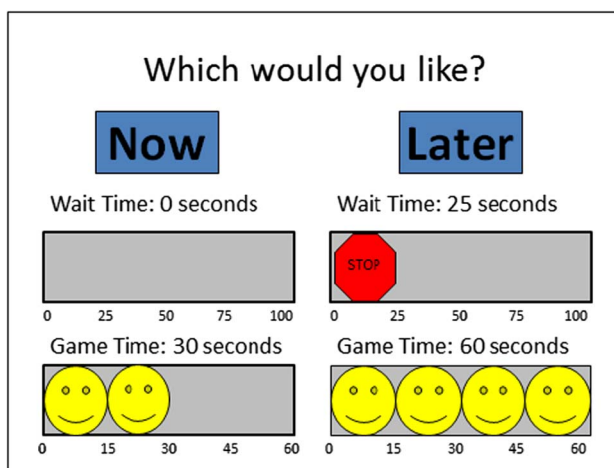 Which would you like?
Now
Later
Wait Time: 0 seconds
Wait Time: 25 seconds
STOP
0 25 50 75 100
0 25 50 75 100
Game Time: 30 seconds
Game Time: 60 seconds
0 15 30 45 60
0 15 30 45 60